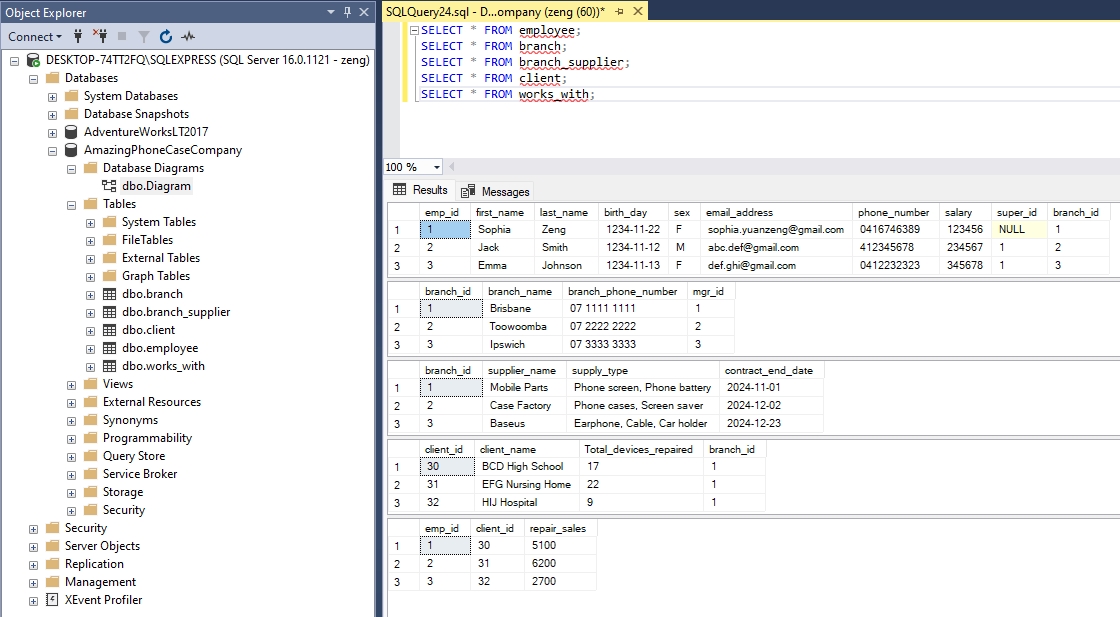 Object Explorer
Connect
DESKTOP-74TT2FQ\SQLEXPRESS (SQL Server 16.0.1121 - zeng)
Databases
System Databases
Database Snapshots
AdventureWorksLT2017
AmazingPhoneCaseCompany
Database Diagrams
dbo.Diagram
Tables
System Tables
FileTables
External Tables
Graph Tables
dbo.branch
dbo.branch_supplier
dbo.client
dbo.employee
dbo.works_with
Views
External Resources
Synonyms
Programmability
Query Store
Service Broker
Storage
Security
Security
Server Objects
Replication
Management
XEvent Profiler
SQLQuery24.sql - D...ompany (zeng (60))*
SELECT * FROM employee;
SELECT * FROM branch;
SELECT * FROM branch_supplier;
SELECT * FROM client;
SELECT * FROM works_with;
100 %
Results Messages
emp_id first_name last_name birth_day sex email_address phone_number salary super_id branch_id
1 1 Sophia Zeng 1234-11-22 F sophia.yuanzeng@gmail.com 0416746389 123456 NULL 1
2 2 Jack Smith 1234-11-12 M abc.def@gmail.com 412345678 234567 1 2
3 3 Emma Johnson 1234-11-13 F def.ghi@gmail.com 0412232323 345678 1 3
branch_id branch_name branch_phone_number mgr_id
1 1 Brisbane 07 1111 1111 1
2 2 Toowoomba 07 2222 2222 2
3 3 Ipswich 07 3333 3333 3
branch_id supplier_name supply_type contract_end_date
1 1 Mobile Parts Phone screen, Phone battery 2024-11-01
2 2 Case Factory Phone cases, Screen saver 2024-12-02
3 3 Baseus Earphone, Cable, Car holder 2024-12-23
client_id client_name Total_devices_repaired branch_id
1 30 BCD High School 17 1
2 31 EFG Nursing Home 22 1
3 32 HIJ Hospital 9 1
emp_id client_id repair_sales
1 1 30 5100
2 2 31 6200
3 3 32 2700